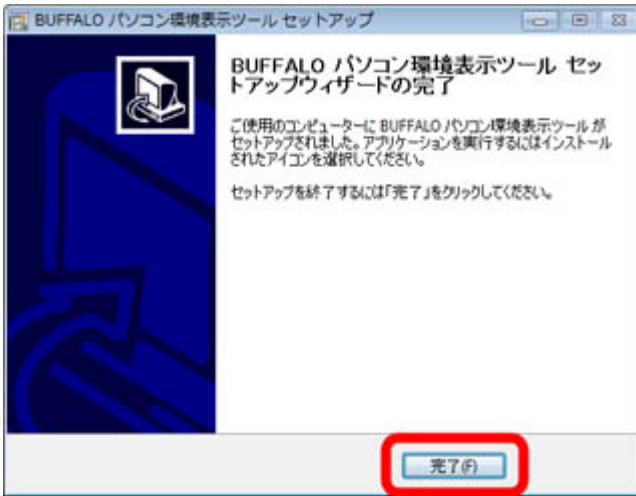 BUFFALO パソコン環境表示ツール セットアップ
BUFFALO パソコン環境表示ツール セッ
トアップウィザードの完了
ご使用のコンピューターに BUFFALO パソコン環境表示ツール が
セットアップされました。アプリケーションを実行するにはインストール
されたアイコンを選択してください。
セットアップを終了するには「完了」をクリックしてください。
完了(F)